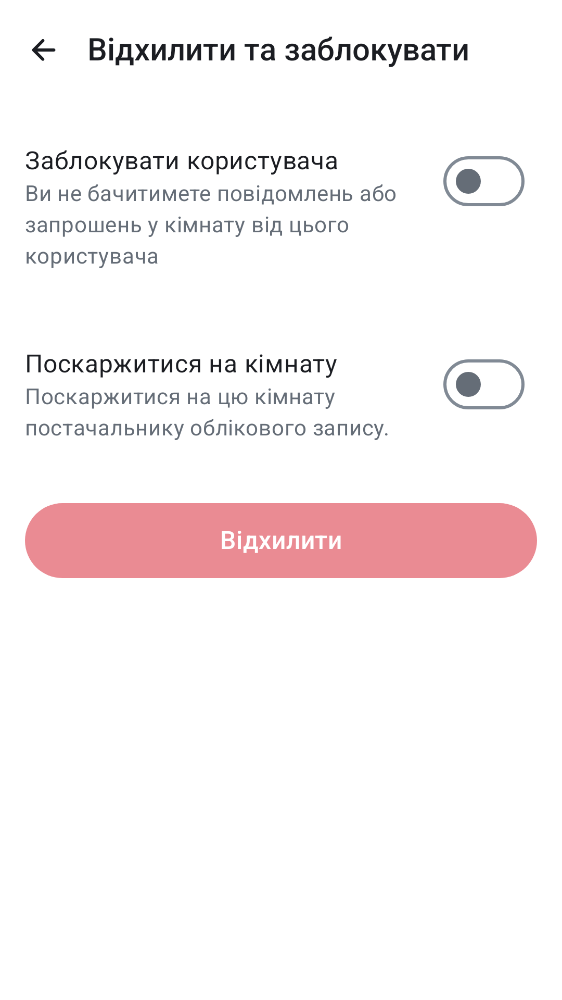 Відхилити та заблокувати
Заблокувати користувача
Ви не бачитимете повідомлень або
запрошень у кімнату від цього
користувача
Поскаржитися на кімнату
Поскаржитися на цю кімнату
постачальнику облікового запису.
Відхилити